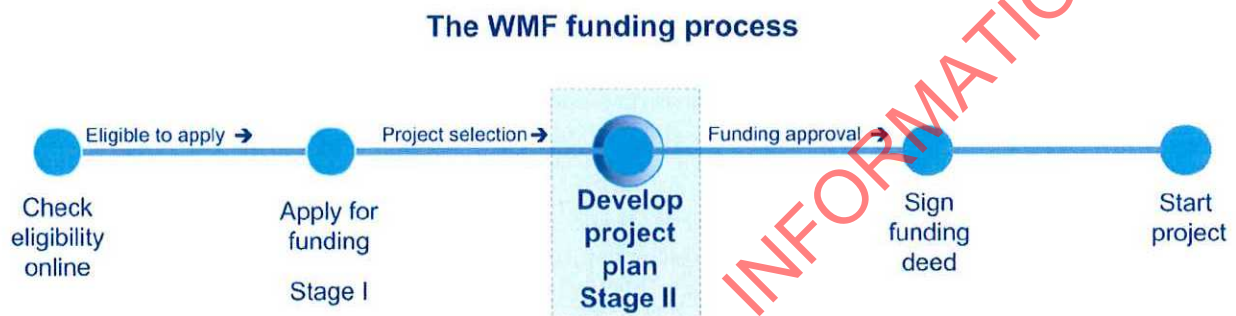 The WMF funding process
Eligible to apply →
Project selection →
Funding approval →
Check
eligibility
online
Apply for
funding
Stage I
Develop
project
plan
Stage II
Sign
funding
deed
Start
project
INFORMATIO